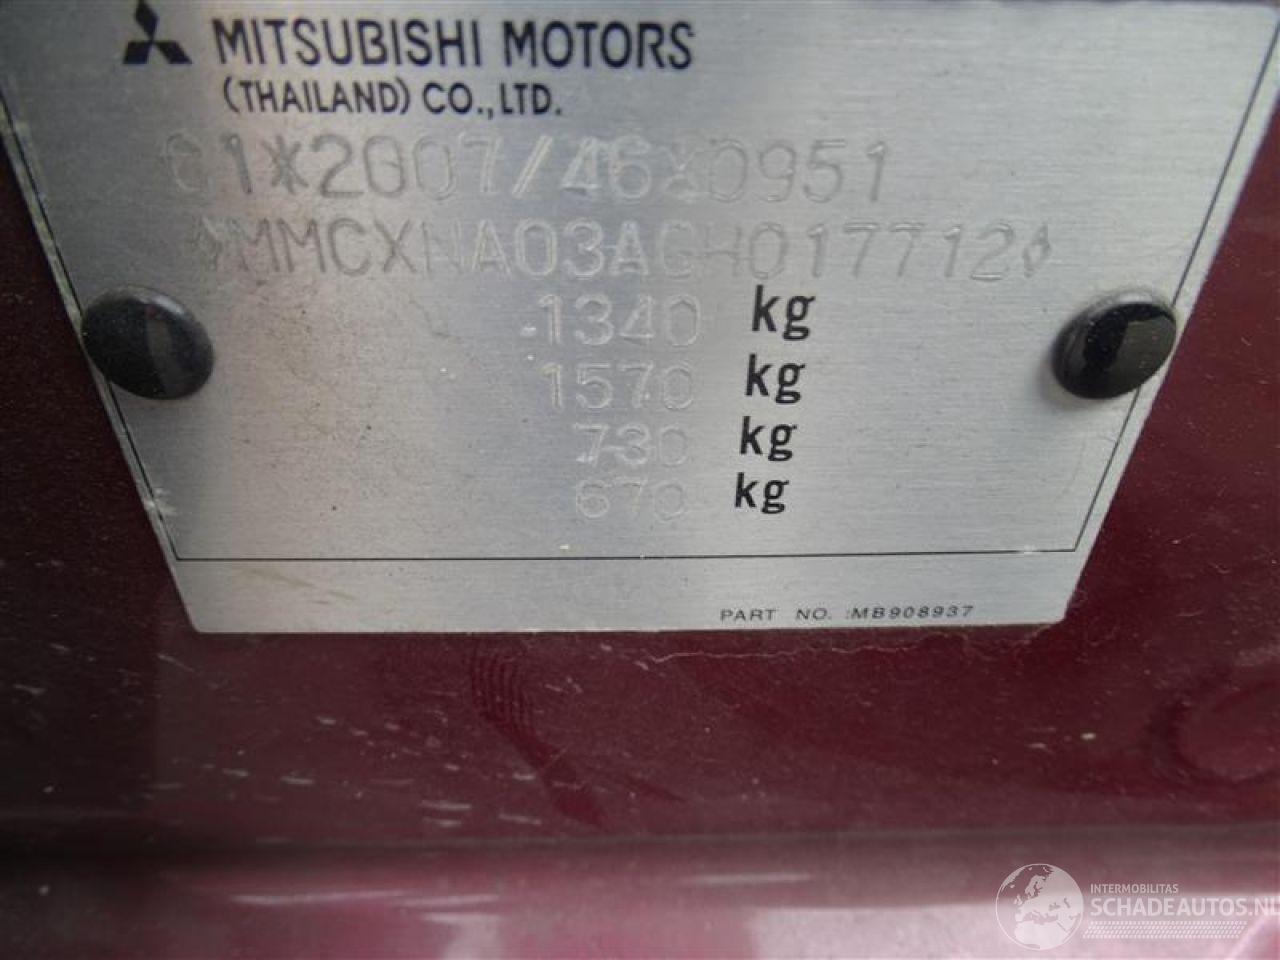 MITSUBISHI MOTORS
(THAILAND) CO.,LTD.
01*2007/46*0951
MMCXNA03AGH017712
1340 kg
1570 kg
730 kg
670 kg
PART NO. :MB908937
INTERMOBILITAS
SCHADEAUTOS.NL